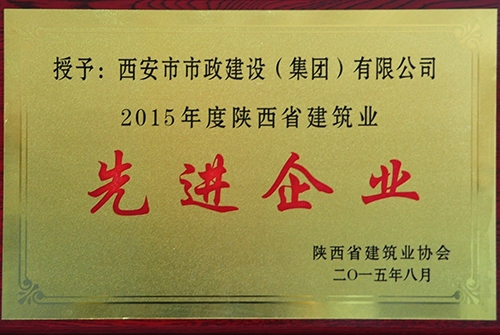 授予：西安市市政建设（集团）有限公司
2015年度陕西省建筑业
先进企业
陕西省建筑业协会
二〇一五年八月